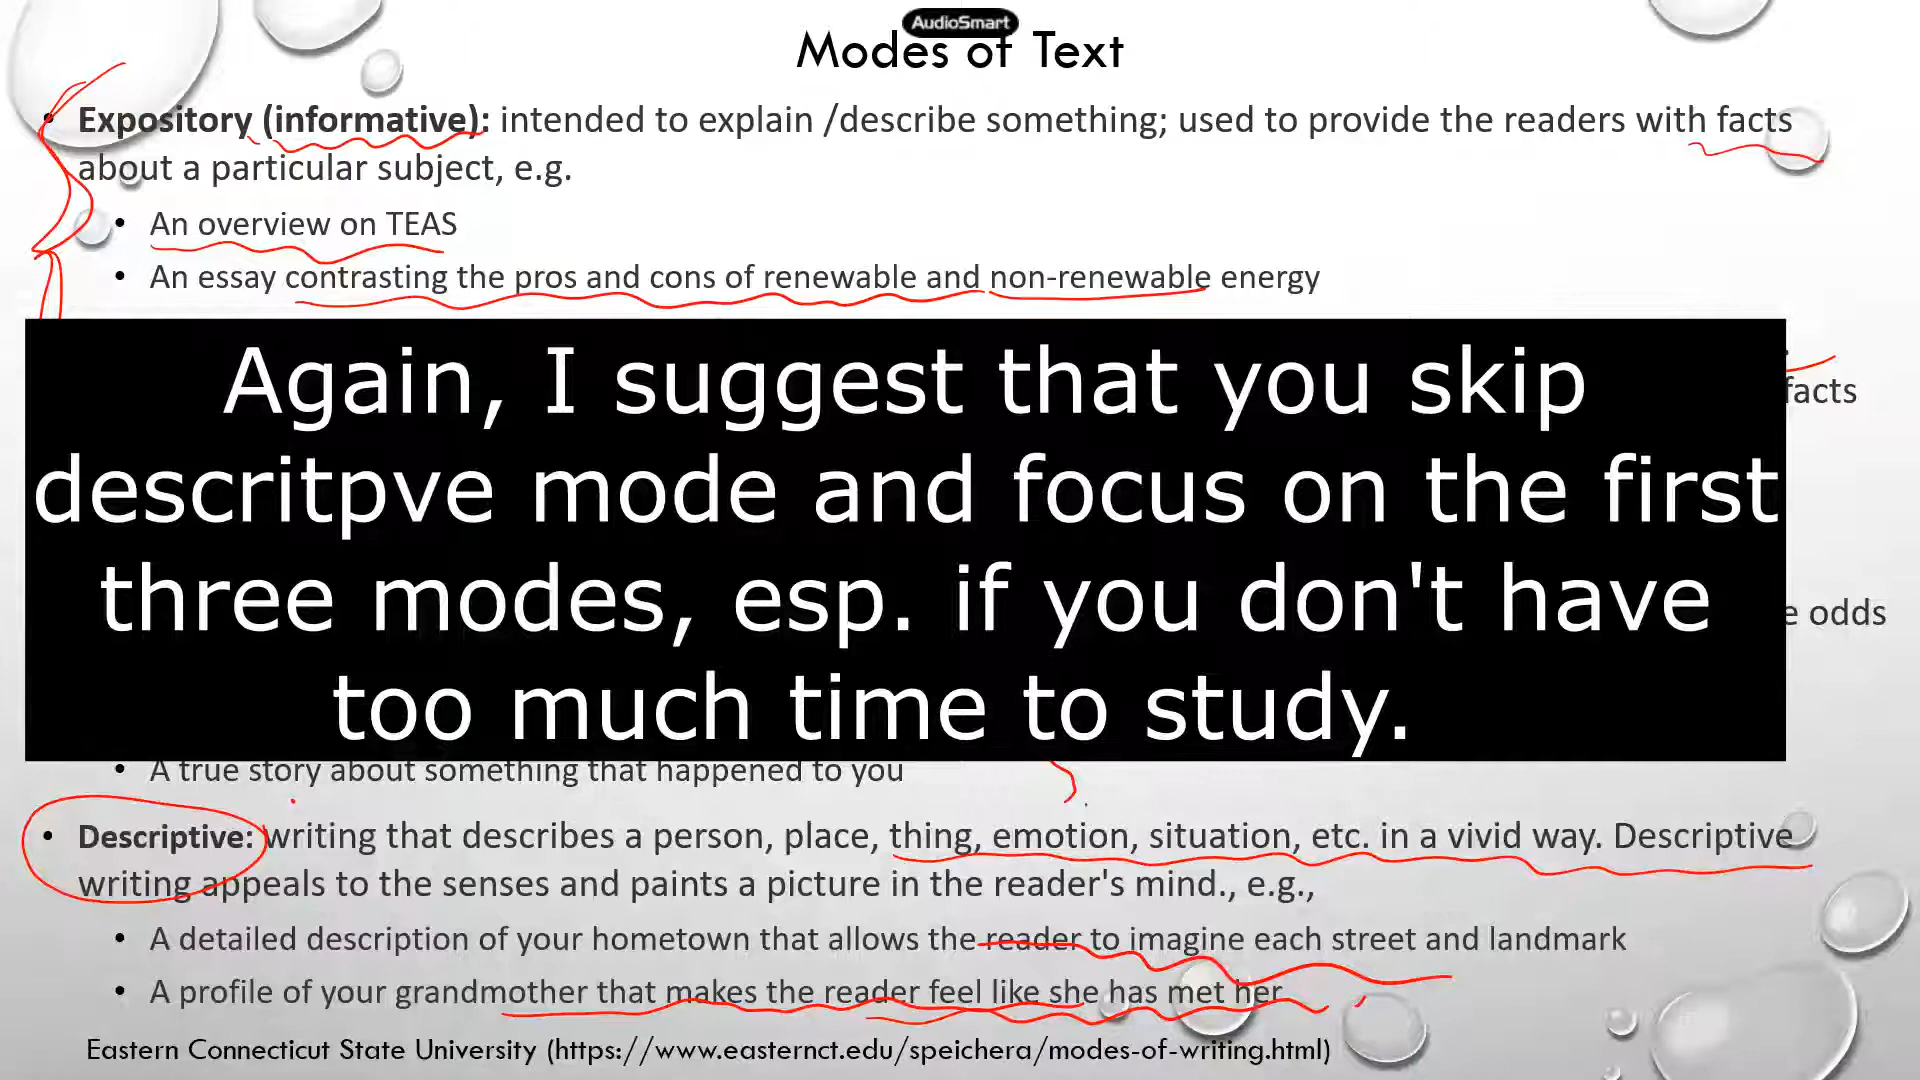 AudioSmart
Modes of Text
• Expository (informative): intended to explain /describe something; used to provide the readers with facts
about a particular subject, e.g.
• An overview on TEAS
• An essay contrasting the pros and cons of renewable and non-renewable energy
facts
Again, I suggest that you skip
descritpve mode and focus on the first
three modes, esp. if you don't have
too much time to study.
e odds
• A true story about something that happened to you
• Descriptive: writing that describes a person, place, thing, emotion, situation, etc. in a vivid way. Descriptive
writing appeals to the senses and paints a picture in the reader's mind., e.g.,
• A detailed description of your hometown that allows the reader to imagine each street and landmark
• A profile of your grandmother that makes the reader feel like she has met her
Eastern Connecticut State University (https://www.easternct.edu/speichera/modes-of-writing.html)